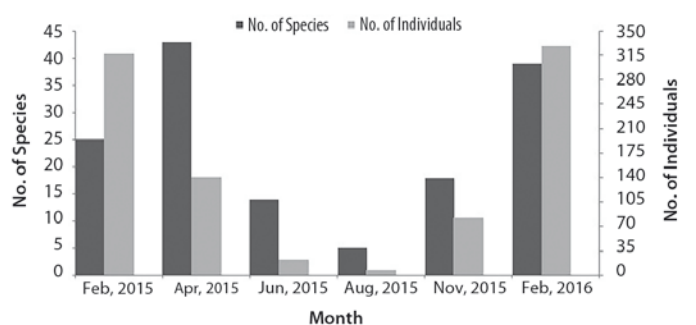 No. of Species No. of Individuals
45 350
40 315
35 280
30 245
25 210
20 175
15 140
10 105
5 70
0 35
0
No. of Species
No. of Individuals
Feb, 2015 Apr, 2015 Jun, 2015 Aug, 2015 Nov, 2015 Feb, 2016
Month